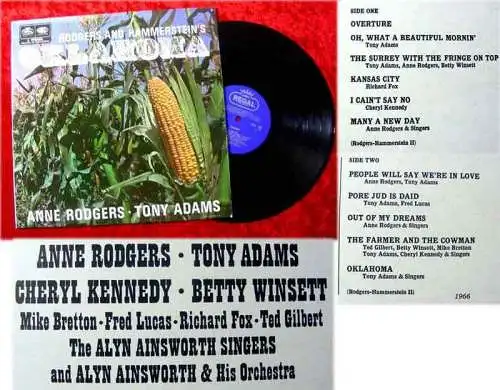 RODGERS AND HAMMERSTEIN'S
OKLAHOMA
REGAL
ANNE RODGERS · TONY ADAMS
SIDE ONE
OVERTURE
OH, WHAT A BEAUTIFUL MORNIN'
Tony Adams
THE SURREY WITH THE FRINGE ON TOP
Tony Adams, Anne Rodgers, Betty Winsett
KANSAS CITY
Richard Fox
I CAIN'T SAY NO
Cheryl Kennedy
MANY A NEW DAY
Anne Rodgers & Singers
(Rodgers-Hammerstein II)
SIDE TWO
PEOPLE WILL SAY WE'RE IN LOVE
Anne Rodgers, Tony Adams
PORE JUD IS DAID
Tony Adams, Fred Lucas
OUT OF MY DREAMS
Anne Rodgers & Singers
THE FARMER AND THE COWMAN
Ted Gilbert, Betty Winsett, Mike Bretton
Tony Adams, Cheryl Kennedy & Singers
OKLAHOMA
Tony Adams & Singers
(Rodgers-Hammerstein II)
1966
ANNE RODGERS · TONY ADAMS
CHERYL KENNEDY · BETTY WINSETT
Mike Bretton · Fred Lucas · Richard Fox · Ted Gilbert
The ALYN AINSWORTH SINGERS
and ALYN AINSWORTH & His Orchestra